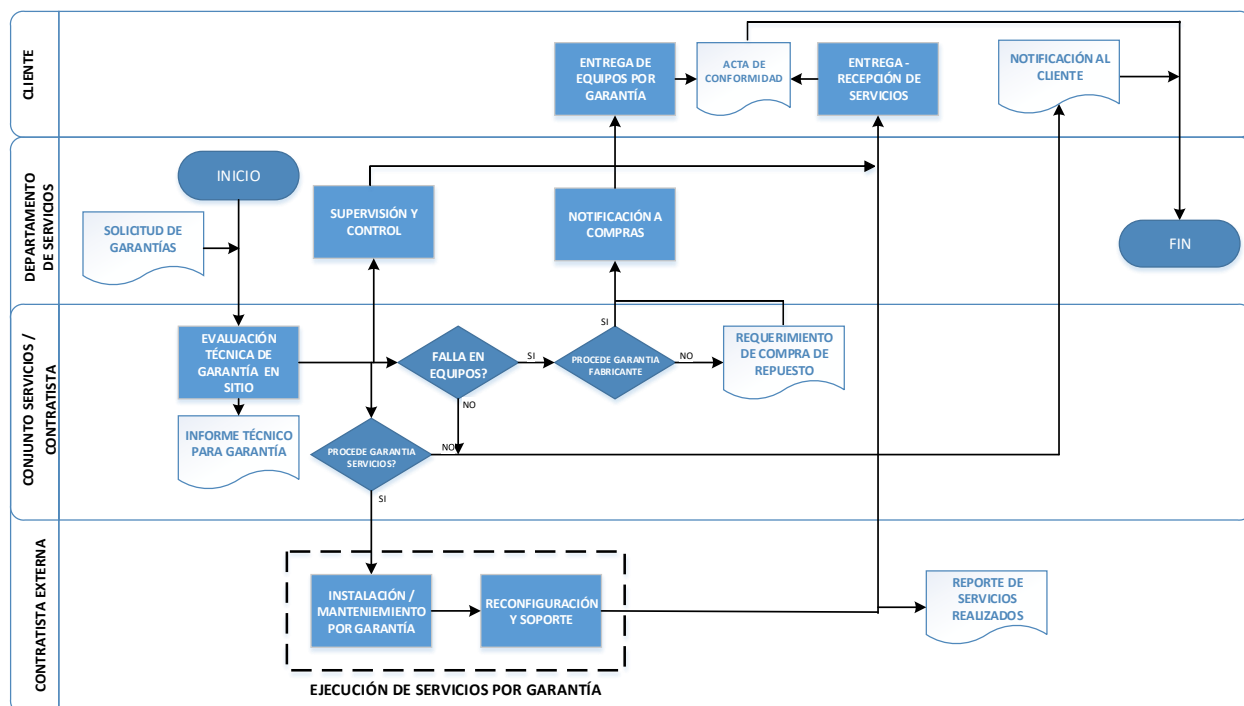 CLIENTE
ENTREGA DE
EQUIPOS POR
GARANTÍA
ACTA DE
CONFORMIDAD
ENTREGA -
RECEPCIÓN DE
SERVICIOS
NOTIFICACIÓN AL
CLIENTE
DEPARTAMENTO
DE SERVICIOS
INICIO
SOLICITUD DE
GARANTÍAS
SUPERVISIÓN Y
CONTROL
NOTIFICACIÓN A
COMPRAS
FIN
CONJUNTO SERVICIOS /
CONTRATISTA
EVALUACIÓN
TÉCNICA DE
GARANTÍA EN
SITIO
INFORME TÉCNICO
PARA GARANTÍA
FALLA EN
EQUIPOS?
SI
NO
PROCEDE GARANTIA
FABRICANTE
SI
NO
REQUERIMIENTO
DE COMPRA DE
REPUESTO
PROCEDE GARANTIA
SERVICIOS?
NO
SI
CONTRATISTA EXTERNA
INSTALACIÓN /
MANTENIEMIENTO
POR GARANTÍA
RECONFIGURACIÓN
Y SOPORTE
REPORTE DE
SERVICIOS
REALIZADOS
EJECUCIÓN DE SERVICIOS POR GARANTÍA